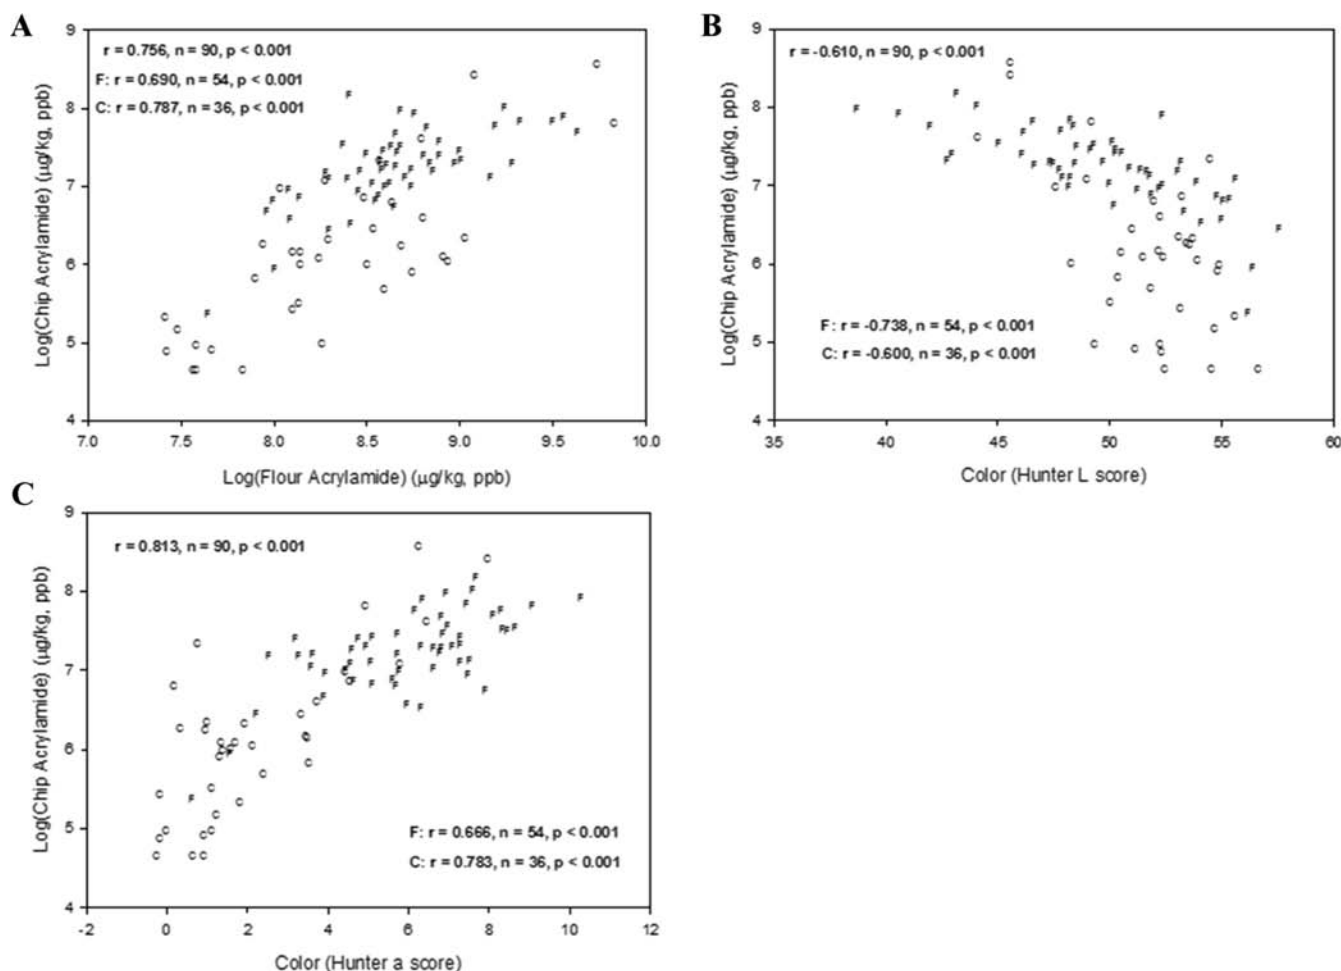 A
r = 0.756, n = 90, p < 0.001
F: r = 0.690, n = 54, p < 0.001
C: r = 0.787, n = 36, p < 0.001
Log(Chip Acrylamide) (µg/kg, ppb)
9
8
7
6
5
4
7.0 7.5 8.0 8.5 9.0 9.5 10.0
Log(Flour Acrylamide) (µg/kg, ppb)
B
r = -0.610, n = 90, p < 0.001
F: r = -0.738, n = 54, p < 0.001
C: r = -0.600, n = 36, p < 0.001
Log(Chip Acrylamide) (µg/kg, ppb)
9
8
7
6
5
4
35 40 45 50 55 60
Color (Hunter L score)
C
r = 0.813, n = 90, p < 0.001
F: r = 0.666, n = 54, p < 0.001
C: r = 0.783, n = 36, p < 0.001
Log(Chip Acrylamide) (µg/kg, ppb)
9
8
7
6
5
4
-2 0 2 4 6 8 10 12
Color (Hunter a score)